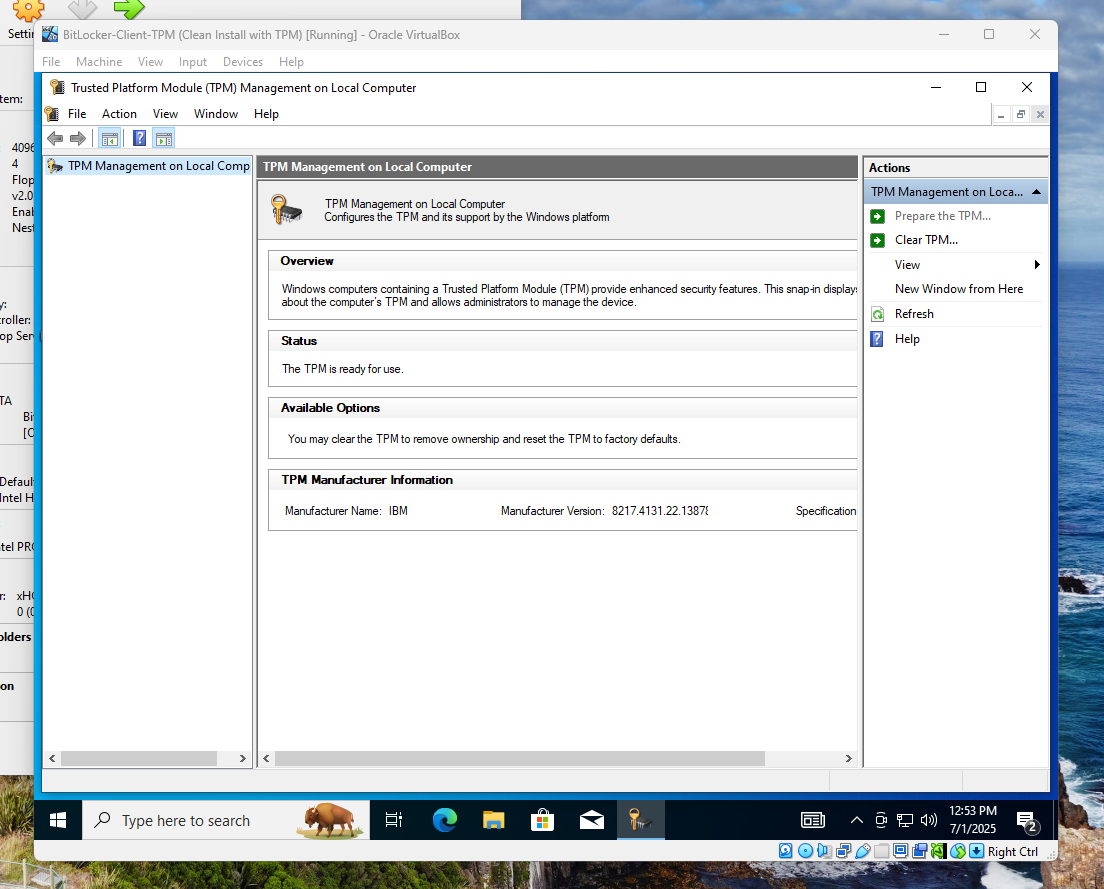 Setti
BitLocker-Client-TPM (Clean Install with TPM) [Running] - Oracle VirtualBox
File Machine View Input Devices Help
Trusted Platform Module (TPM) Management on Local Computer
File Action View Window Help
TPM Management on Local Comp
TPM Management on Local Computer
TPM Management on Local Computer
Configures the TPM and its support by the Windows platform
Overview
Windows computers containing a Trusted Platform Module (TPM) provide enhanced security features. This snap-in displays
about the computer's TPM and allows administrators to manage the device.
Status
The TPM is ready for use.
Available Options
You may clear the TPM to remove ownership and reset the TPM to factory defaults.
TPM Manufacturer Information
Manufacturer Name: IBM Manufacturer Version: 8217.4131.22.13878 Specification
Actions
TPM Management on Loca...
Prepare the TPM...
Clear TPM...
View
New Window from Here
Refresh
Help
tem:
4096
4
Flop
v2.0
Enab
Nest
y:
troller:
op Serv
TA
Bi
[O
Default
Intel H
tel PRO
r: xHC
0 (0
olders
on
Type here to search
12:53 PM
7/1/2025
2
Right Ctrl